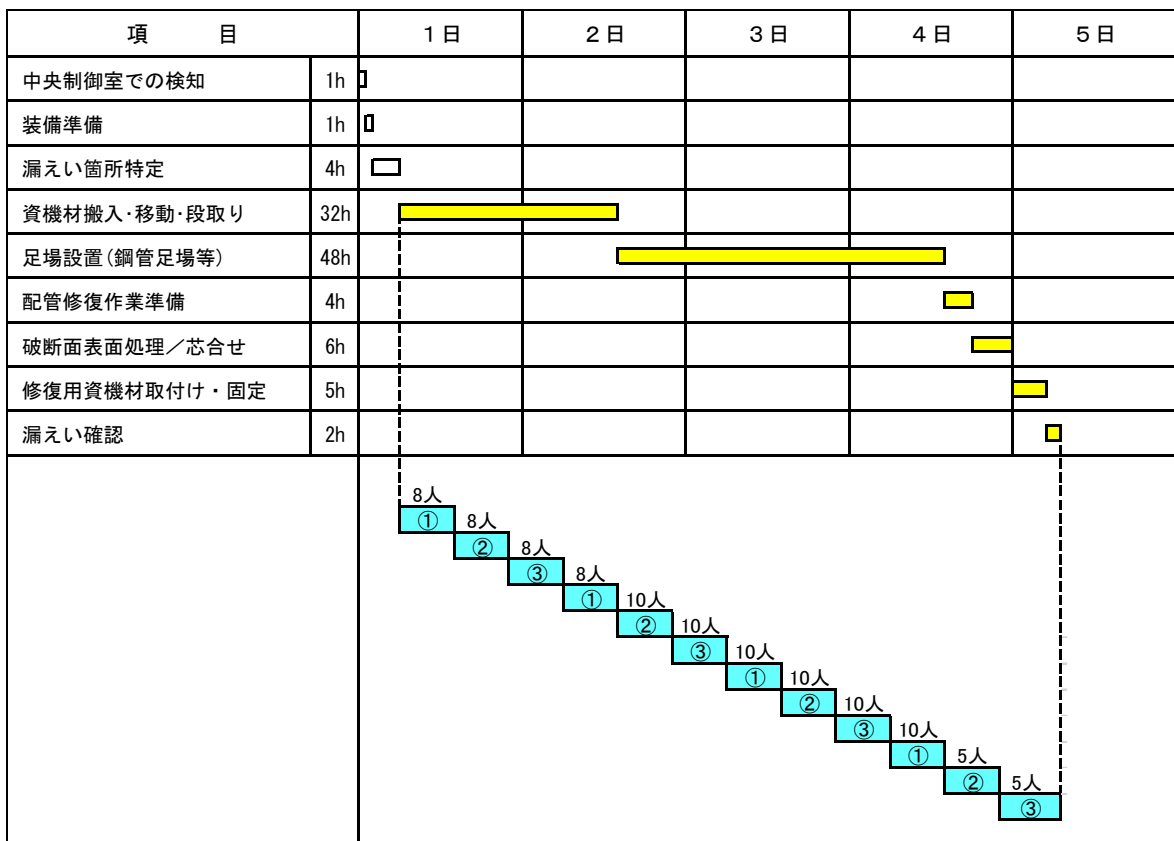 項 目 1日 2日 3日 4日 5日
中央制御室での検知 1h
装備準備 1h
漏えい箇所特定 4h
資機材搬入・移動・段取り 32h
足場設置(鋼管足場等) 48h
配管修復作業準備 4h
破断面表面処理／芯合せ 6h
修復用資機材取付け・固定 5h
漏えい確認 2h
8人
① 8人
② 8人
③ 8人
① 10人
② 10人
③ 10人
① 10人
② 10人
③ 10人
① 5人
② 5人
③